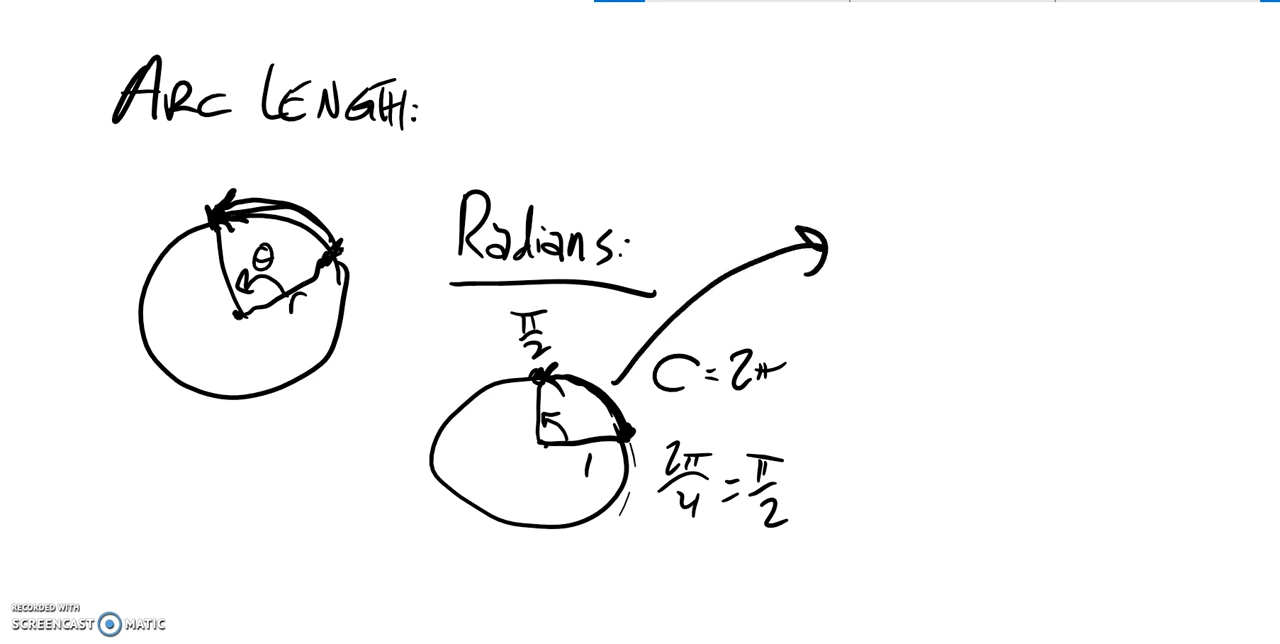 ARC LENGTH:
θ
r
Radians:
π/2
1
C = 2π
2π/4 = π/2
RECORDED WITH
SCREENCAST MATIC